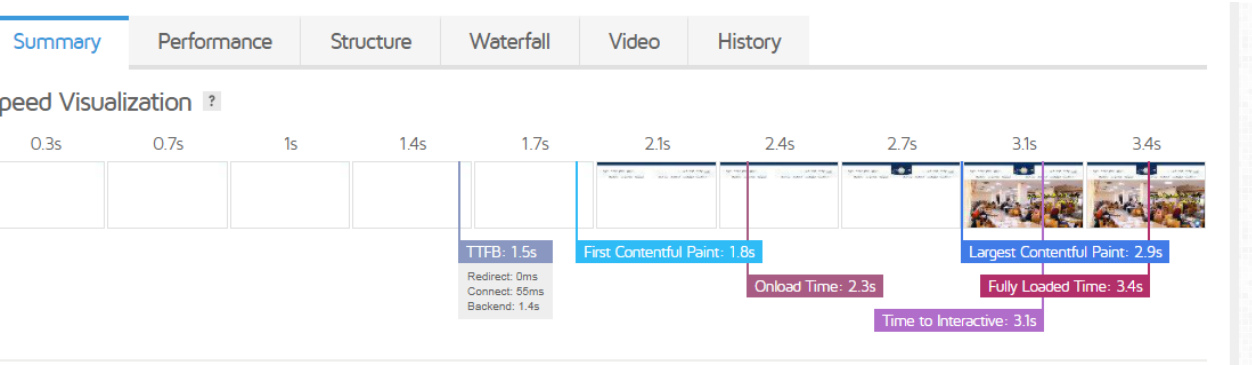 Summary Performance Structure Waterfall Video History
peed Visualization ?
0.3s 0.7s 1s 1.4s 1.7s 2.1s 2.4s 2.7s 3.1s 3.4s
TTFB: 1.5s
Redirect: 0ms
Connect: 55ms
Backend: 1.4s
First Contentful Paint: 1.8s
Largest Contentful Paint: 2.9s
Onload Time: 2.3s
Fully Loaded Time: 3.4s
Time to Interactive: 3.1s